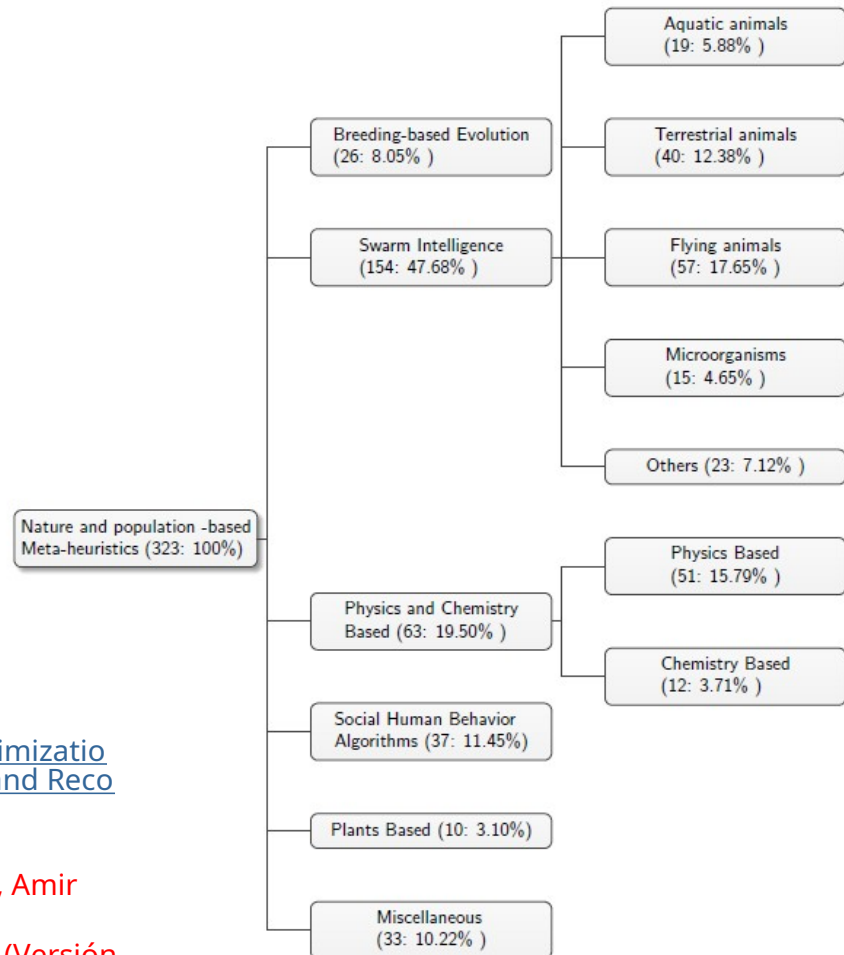 Aquatic animals
(19: 5.88% )
Breeding-based Evolution
(26: 8.05% )
Terrestrial animals
(40: 12.38% )
Swarm Intelligence
(154: 47.68% )
Flying animals
(57: 17.65% )
Microorganisms
(15: 4.65% )
Others (23: 7.12% )
Nature and population -based
Meta-heuristics (323: 100%)
Physics Based
(51: 15.79% )
Physics and Chemistry
Based (63: 19.50% )
Chemistry Based
(12: 3.71% )
Social Human Behavior
Algorithms (37: 11.45%)
imizatio
and Reco
Plants Based (10: 3.10%)
, Amir
Miscellaneous
(33: 10.22% )
(Versión